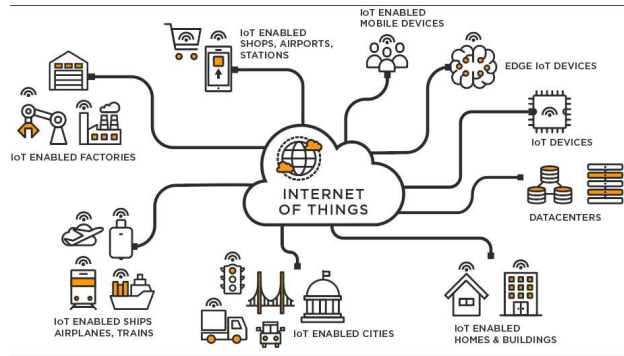 IoT ENABLED
SHOPS, AIRPORTS,
STATIONS
IoT ENABLED
MOBILE DEVICES
EDGE IoT DEVICES
IoT DEVICES
IoT ENABLED FACTORIES
INTERNET
OF THINGS
DATACENTERS
IoT ENABLED SHIPS
AIRPLANES, TRAINS
IoT ENABLED CITIES
IoT ENABLED
HOMES & BUILDINGS